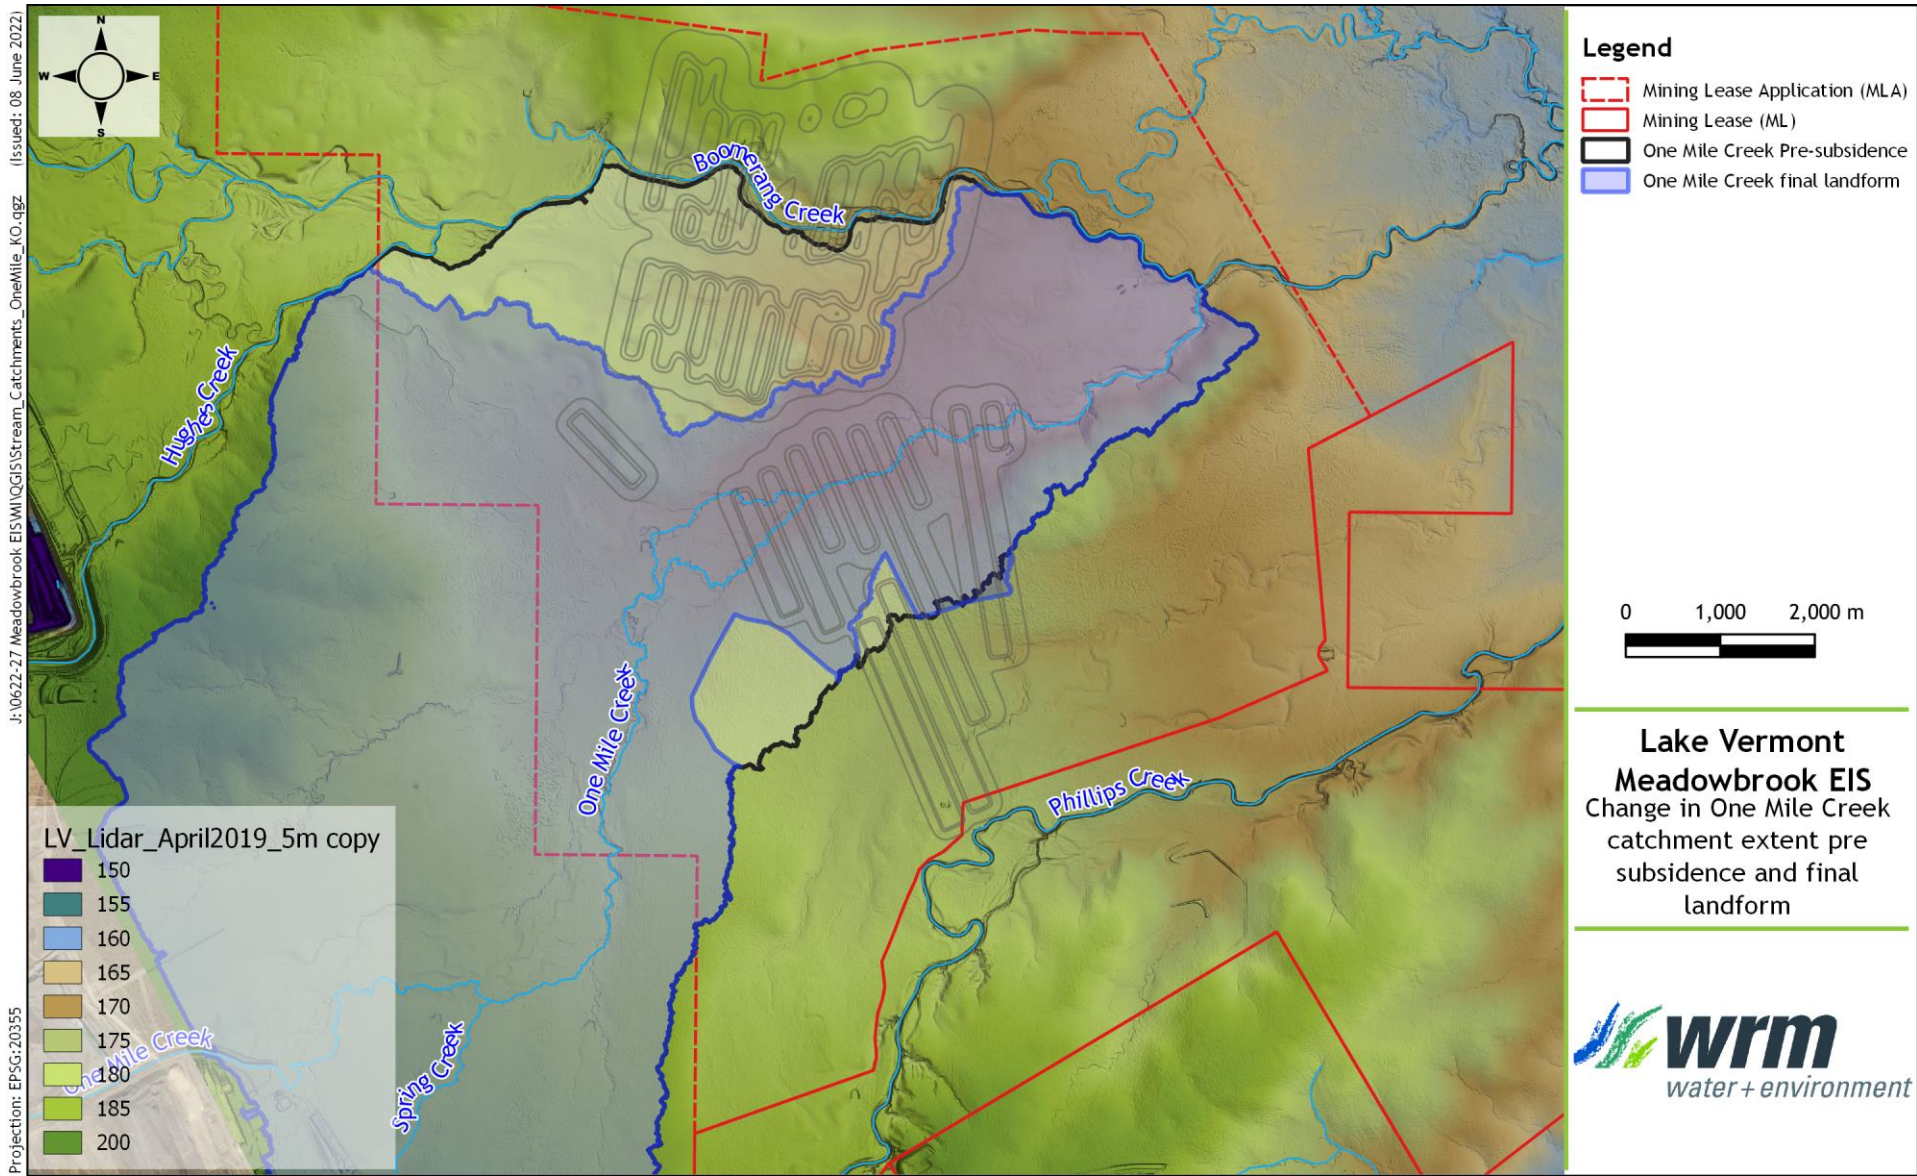 J:\0622-27 Meadowbrook EIS\WI\QGIS\Stream_Catchments_OneMile_KO.qgz (Issued: 08 June 2022)
Projection: EPSG:20355
N
W
E
S
Boomerang Creek
Hughes Creek
One Mile Creek
Phillips Creek
Spring Creek
One Mile Creek
LV_Lidar_April2019_5m copy
150
155
160
165
170
175
180
185
200
Legend
Mining Lease Application (MLA)
Mining Lease (ML)
One Mile Creek Pre-subsidence
One Mile Creek final landform
0 1,000 2,000 m
Lake Vermont
Meadowbrook EIS
Change in One Mile Creek
catchment extent pre
subsidence and final
landform
wrm
water + environment